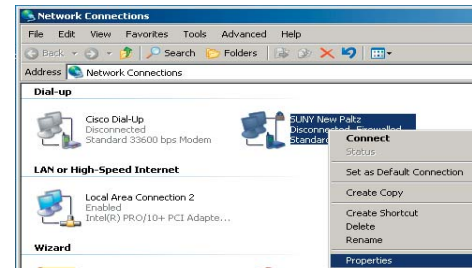 Network Connections
File Edit View Favorites Tools Advanced Help
Back Search Folders
Address Network Connections
Dial-up
Cisco Dial-Up
Disconnected
Standard 33600 bps Modem
SUNY New Paltz
Disconnected, Firewalled
Standard
Connect
Status
Set as Default Connection
Create Copy
Create Shortcut
Delete
Rename
Properties
LAN or High-Speed Internet
Local Area Connection 2
Enabled
Intel(R) PRO/10+ PCI Adapte...
Wizard